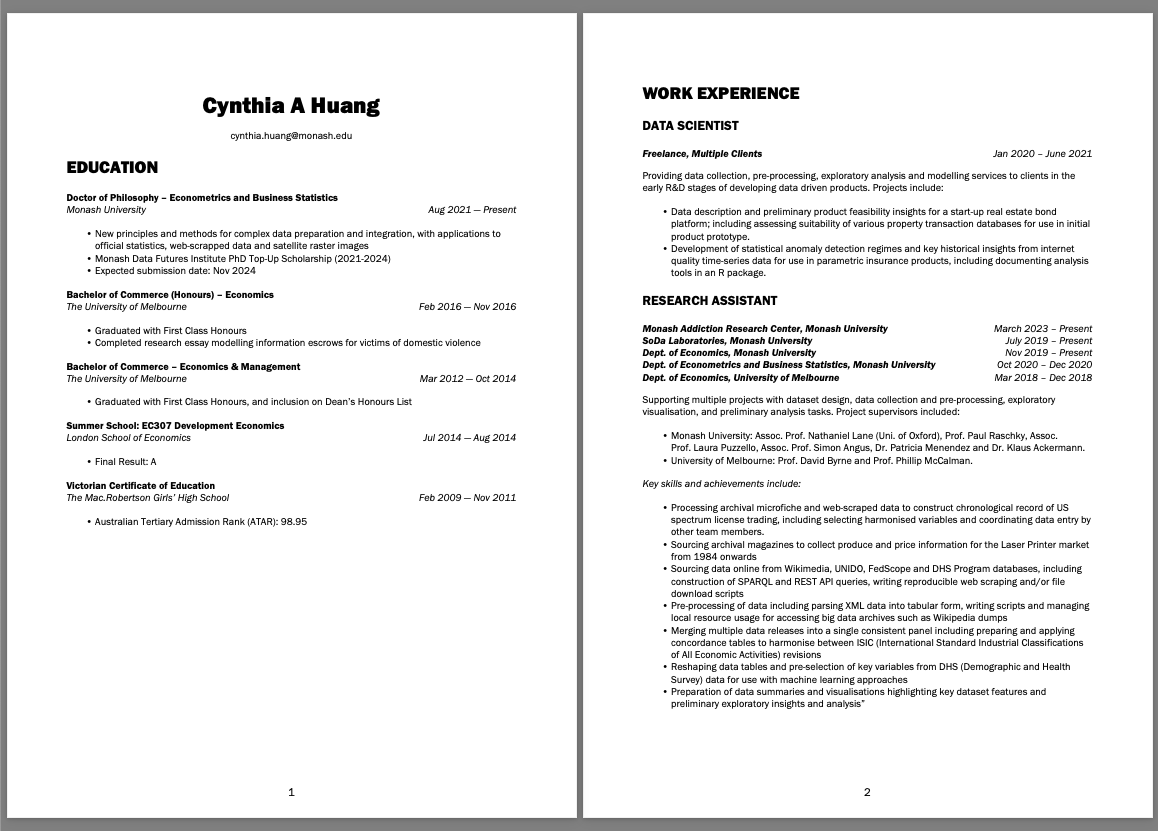 Cynthia A Huang
cynthia.huang@monash.edu
EDUCATION
Doctor of Philosophy – Econometrics and Business Statistics
Monash University Aug 2021 — Present
• New principles and methods for complex data preparation and integration, with applications to
official statistics, web-scrapped data and satellite raster images
• Monash Data Futures Institute PhD Top-Up Scholarship (2021-2024)
• Expected submission date: Nov 2024
Bachelor of Commerce (Honours) – Economics
The University of Melbourne Feb 2016 — Nov 2016
• Graduated with First Class Honours
• Completed research essay modelling information escrows for victims of domestic violence
Bachelor of Commerce – Economics & Management
The University of Melbourne Mar 2012 — Oct 2014
• Graduated with First Class Honours, and inclusion on Dean’s Honours List
Summer School: EC307 Development Economics
London School of Economics Jul 2014 — Aug 2014
• Final Result: A
Victorian Certificate of Education
The Mac.Robertson Girls’ High School Feb 2009 — Nov 2011
• Australian Tertiary Admission Rank (ATAR): 98.95
1
WORK EXPERIENCE
DATA SCIENTIST
Freelance, Multiple Clients Jan 2020 – June 2021
Providing data collection, pre-processing, exploratory analysis and modelling services to clients in the
early R&D stages of developing data driven products. Projects include:
• Data description and preliminary product feasibility insights for a start-up real estate bond
platform; including assessing suitability of various property transaction databases for use in initial
product prototype.
• Development of statistical anomaly detection regimes and key historical insights from internet
quality time-series data for use in parametric insurance products, including documenting analysis
tools in an R package.
RESEARCH ASSISTANT
Monash Addiction Research Center, Monash University March 2023 – Present
SoDa Laboratories, Monash University July 2019 – Present
Dept. of Economics, Monash University Nov 2019 – Present
Dept. of Econometrics and Business Statistics, Monash University Oct 2020 – Dec 2020
Dept. of Economics, University of Melbourne Mar 2018 – Dec 2018
Supporting multiple projects with dataset design, data collection and pre-processing, exploratory
visualisation, and preliminary analysis tasks. Project supervisors included:
• Monash University: Assoc. Prof. Nathaniel Lane (Uni. of Oxford), Prof. Paul Raschky, Assoc.
Prof. Laura Puzzello, Assoc. Prof. Simon Angus, Dr. Patricia Menendez and Dr. Klaus Ackermann.
• University of Melbourne: Prof. David Byrne and Prof. Phillip McCalman.
Key skills and achievements include:
• Processing archival microfiche and web-scraped data to construct chronological record of US
spectrum license trading, including selecting harmonised variables and coordinating data entry by
other team members.
• Sourcing archival magazines to collect produce and price information for the Laser Printer market
from 1984 onwards
• Sourcing data online from Wikimedia, UNIDO, FedScope and DHS Program databases, including
construction of SPARQL and REST API queries, writing reproducible web scraping and/or file
download scripts
• Pre-processing of data including parsing XML data into tabular form, writing scripts and managing
local resource usage for accessing big data archives such as Wikipedia dumps
• Merging multiple data releases into a single consistent panel including preparing and applying
concordance tables to harmonise between ISIC (International Standard Industrial Classifications
of All Economic Activities) revisions
• Reshaping data tables and pre-selection of key variables from DHS (Demographic and Health
Survey) data for use with machine learning approaches
• Preparation of data summaries and visualisations highlighting key dataset features and
preliminary exploratory insights and analysis”
2